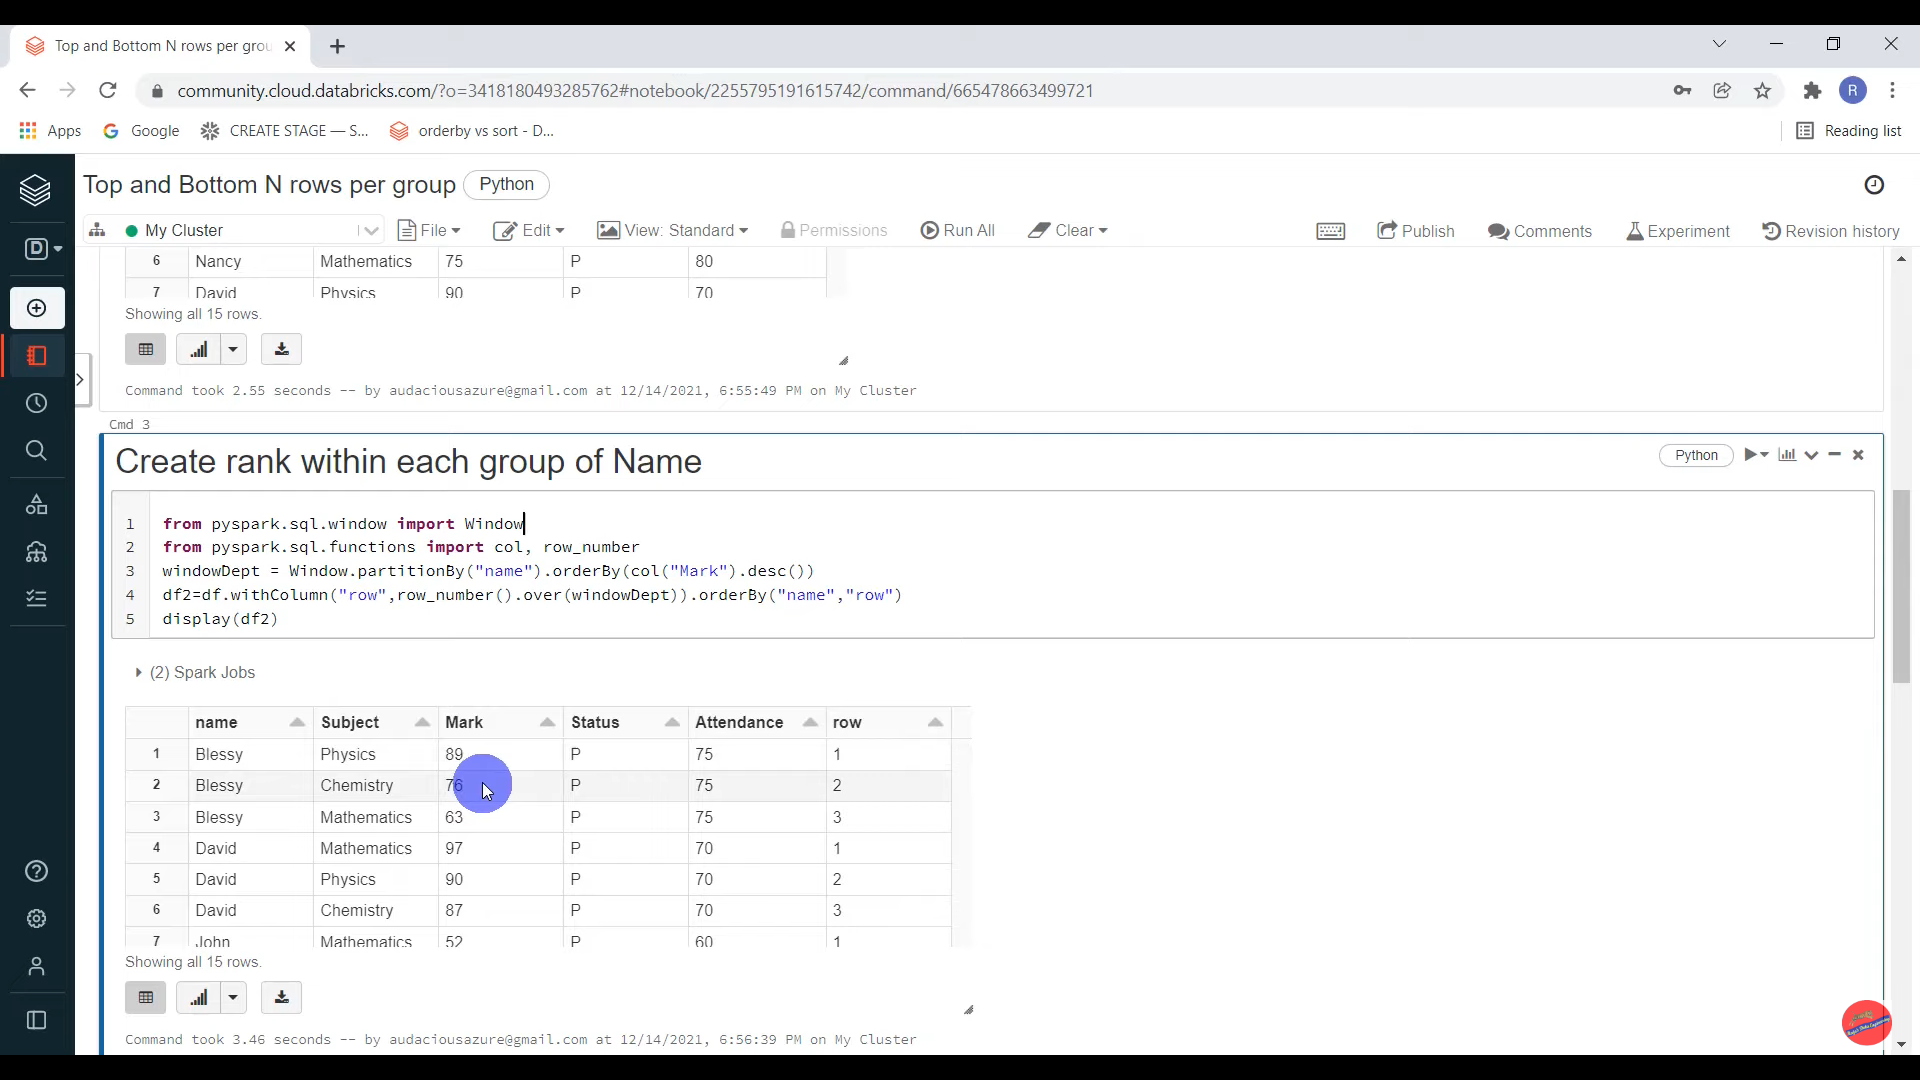 Top and Bottom N rows per grou
community.cloud.databricks.com/?o=3418180493285762#notebook/2255795191615742/command/665478663499721
R
Apps
Google
CREATE STAGE — S...
orderby vs sort - D...
Reading list
Top and Bottom N rows per group
Python
D
My Cluster
File
Edit
View: Standard
Permissions
Run All
Clear
Publish
Comments
Experiment
Revision history
6 Nancy Mathematics 75 P 80
7 David Physics 90 P 70
Showing all 15 rows.
Command took 2.55 seconds -- by audaciousazure@gmail.com at 12/14/2021, 6:55:49 PM on My Cluster
Cmd 3
Create rank within each group of Name
Python
1 from pyspark.sql.window import Window
2 from pyspark.sql.functions import col, row_number
3 windowDept = Window.partitionBy("name").orderBy(col("Mark").desc())
4 df2=df.withColumn("row",row_number().over(windowDept)).orderBy("name","row")
5 display(df2)
(2) Spark Jobs
name Subject Mark Status Attendance row
1 Blessy Physics 89 P 75 1
2 Blessy Chemistry 76 P 75 2
3 Blessy Mathematics 63 P 75 3
4 David Mathematics 97 P 70 1
5 David Physics 90 P 70 2
6 David Chemistry 87 P 70 3
7 John Mathematics 52 P 60 1
Showing all 15 rows.
Command took 3.46 seconds -- by audaciousazure@gmail.com at 12/14/2021, 6:56:39 PM on My Cluster